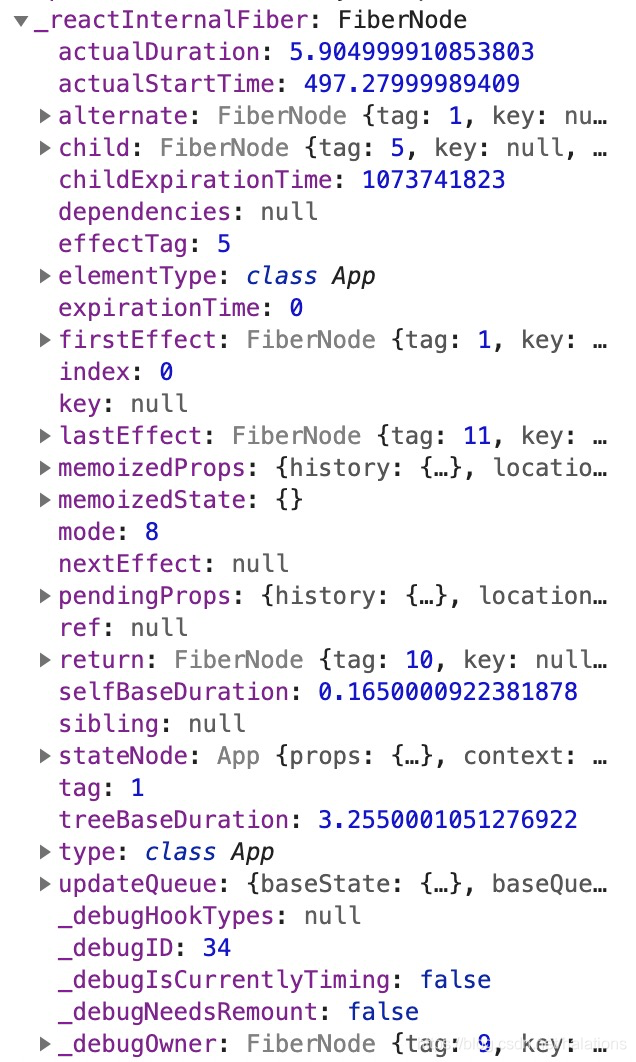 _reactInternalFiber: FiberNode
actualDuration: 5.904999910853803
actualStartTime: 497.27999989409
alternate: FiberNode {tag: 1, key: nu…
child: FiberNode {tag: 5, key: null, …
childExpirationTime: 1073741823
dependencies: null
effectTag: 5
elementType: class App
expirationTime: 0
firstEffect: FiberNode {tag: 1, key: …
index: 0
key: null
lastEffect: FiberNode {tag: 11, key: …
memoizedProps: {history: {…}, locatio…
memoizedState: {}
mode: 8
nextEffect: null
pendingProps: {history: {…}, location…
ref: null
return: FiberNode {tag: 10, key: null…
selfBaseDuration: 0.1650000922381878
sibling: null
stateNode: App {props: {…}, context: …
tag: 1
treeBaseDuration: 3.2550001051276922
type: class App
updateQueue: {baseState: {…}, baseQue…
_debugHookTypes: null
_debugID: 34
_debugIsCurrentlyTiming: false
_debugNeedsRemount: false
_debugOwner: FiberNode {tag: 9, key: …